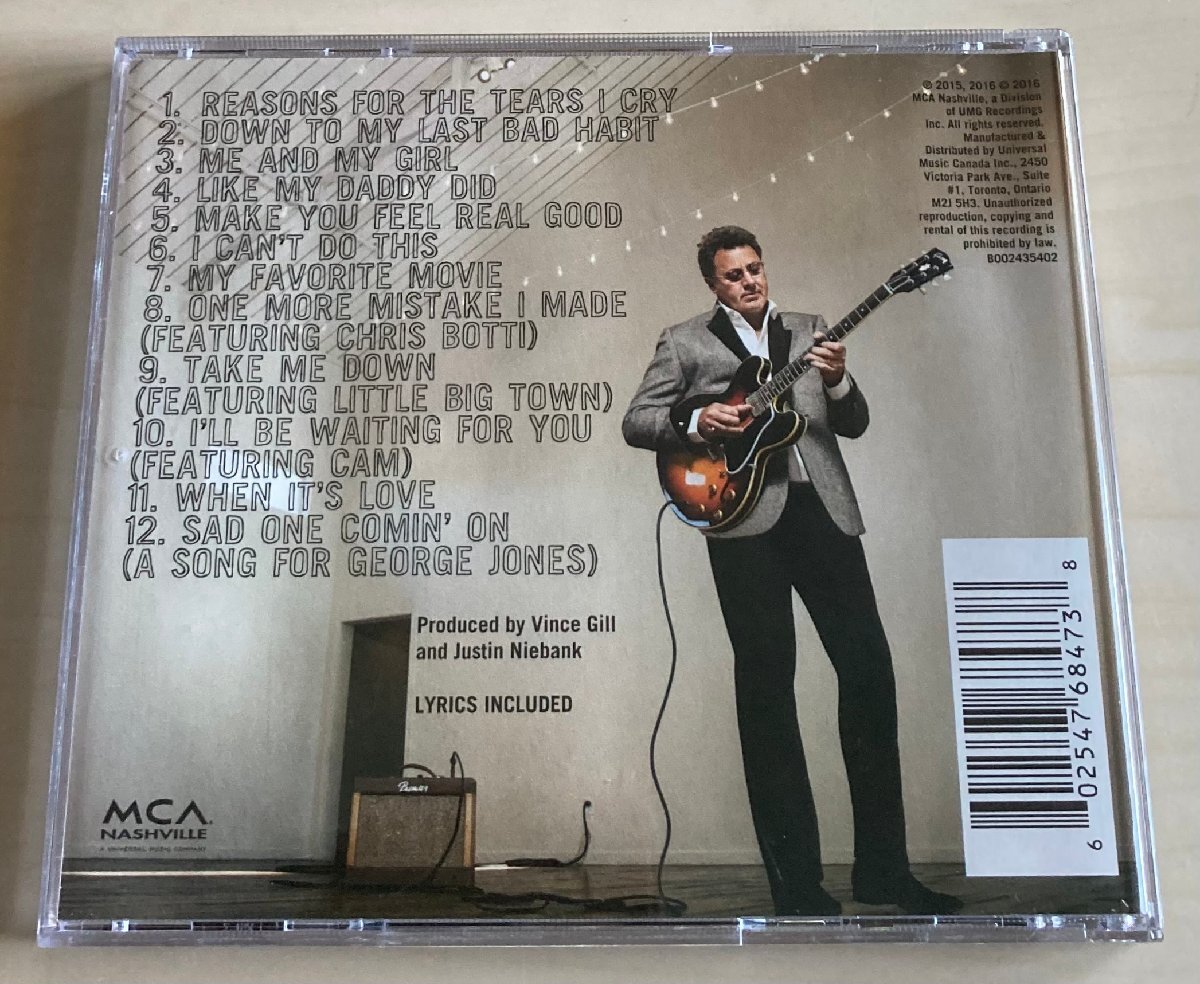 1. REASONS FOR THE TEARS I CRY
2. DOWN TO MY LAST BAD HABIT
3. ME AND MY GIRL
4. LIKE MY DADDY DID
5. MAKE YOU FEEL REAL GOOD
6. I CAN'T DO THIS
7. MY FAVORITE MOVIE
8. ONE MORE MISTAKE I MADE
(FEATURING CHRIS BOTTI)
9. TAKE ME DOWN
(FEATURING LITTLE BIG TOWN)
10. I'LL BE WAITING FOR YOU
(FEATURING CAM)
11. WHEN IT'S LOVE
12. SAD ONE COMIN' ON
(A SONG FOR GEORGE JONES)
Produced by Vince Gill
and Justin Niebank
LYRICS INCLUDED
MCA
NASHVILLE
A UNIVERSAL MUSIC COMPANY
℗ 2015, 2016 © 2016
MCA Nashville, a Division
of UMG Recordings
Inc. All rights reserved.
Manufactured &
Distributed by Universal
Music Canada Inc., 2450
Victoria Park Ave., Suite
#1, Toronto, Ontario
M2J 5H3. Unauthorized
reproduction, copying and
rental of this recording is
prohibited by law.
B002435402
6 02547 68473 8